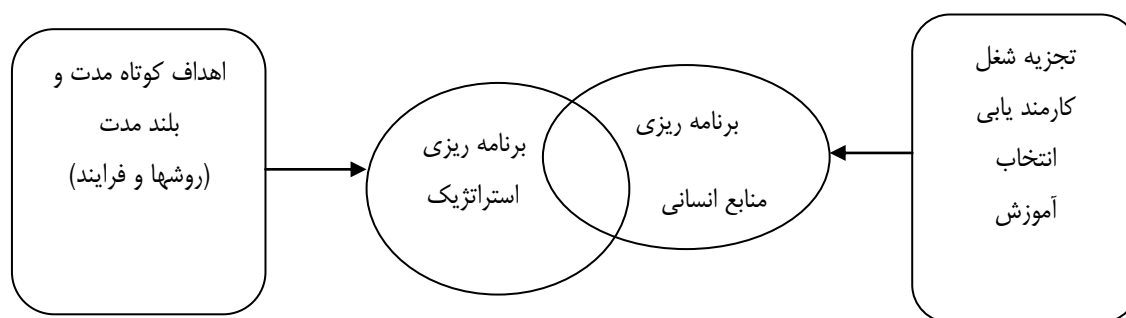 تجزیه شغل
کارمند یابی
انتخاب
آموزش
برنامه ریزی
منابع انسانی
برنامه ریزی
استراتژیک
اهداف کوتاه مدت و
بلند مدت
(روشها و فرایند)